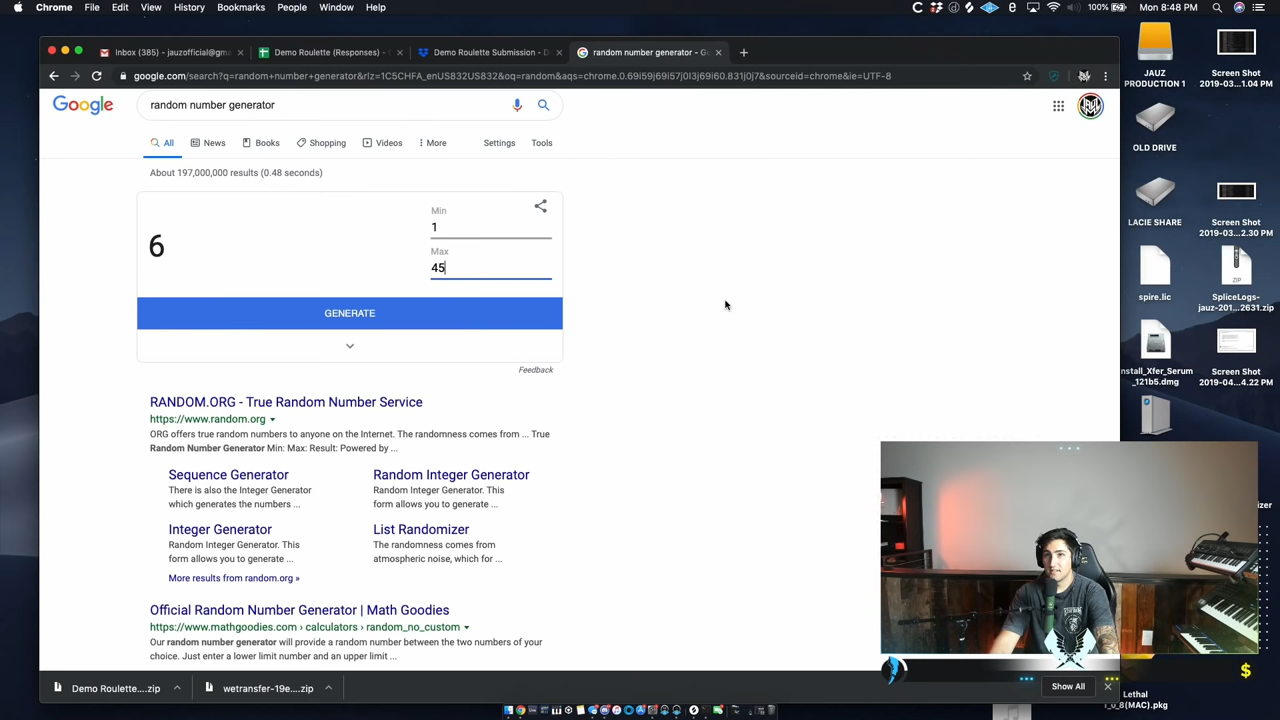 Chrome File Edit View History Bookmarks People Window Help
100% Mon 8:48 PM
Inbox (385) - jauzofficial@gm
Demo Roulette (Responses) -
Demo Roulette Submission - D
random number generator - G
google.com/search?q=random+number+generator&rlz=1C5CHFA_enUS832US832&oq=random&aqs=chrome.0.69i59j69i57j0l3j69i60.831j0j7&sourceid=chrome&ie=UTF-8
Google
random number generator
All News Books Shopping Videos More Settings Tools
About 197,000,000 results (0.48 seconds)
Min
1
6
Max
45
GENERATE
Feedback
RANDOM.ORG - True Random Number Service
https://www.random.org
ORG offers true random numbers to anyone on the Internet. The randomness comes from ... True
Random Number Generator Min: Max: Result: Powered by ...
Sequence Generator
There is also the Integer Generator
which generates the numbers ...
Random Integer Generator
Random Integer Generator. This
form allows you to generate ...
Integer Generator
Random Integer Generator. This
form allows you to generate ...
List Randomizer
The randomness comes from
atmospheric noise, which for ...
More results from random.org »
Official Random Number Generator | Math Goodies
https://www.mathgoodies.com › calculators › random_no_custom
Our random number generator will provide a random number between the two numbers of your
choice. Just enter a lower limit number and an upper limit ...
Demo Roulette....zip
wetransfer-19e....zip
Show All
JAUZ
PRODUCTION 1
Screen Shot
2019-03...1.04 PM
OLD DRIVE
LACIE SHARE
Screen Shot
2019-03...2.30 PM
spire.lic
ZIP
SpliceLogs-
jauz-201...2631.zip
nstall_Xfer_Serum
_121b5.dmg
Screen Shot
2019-04...4.22 PM
izer
$
Lethal
1_0_8(MAC).pkg